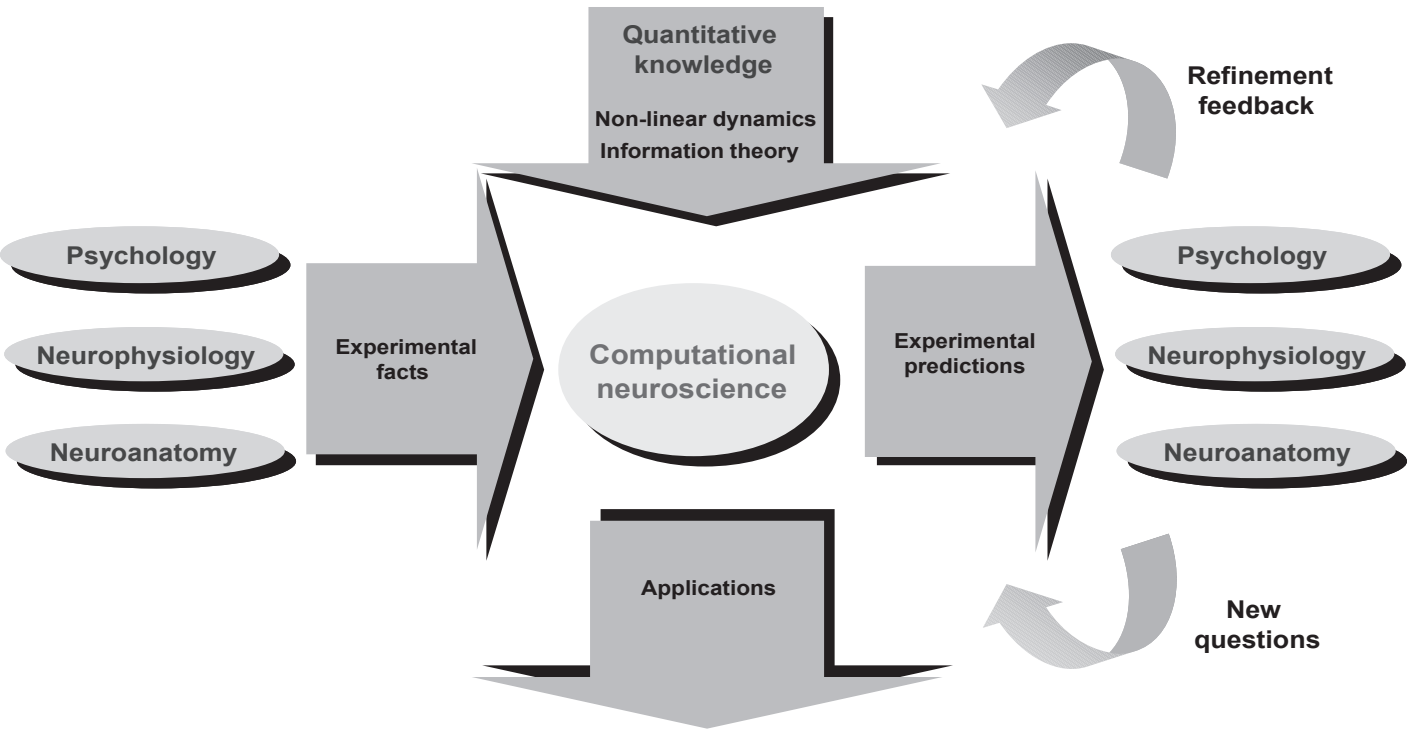 Quantitative
knowledge
Non-linear dynamics
Information theory
Refinement
feedback
Psychology
Neurophysiology
Neuroanatomy
Experimental
facts
Computational
neuroscience
Experimental
predictions
Psychology
Neurophysiology
Neuroanatomy
Applications
New
questions